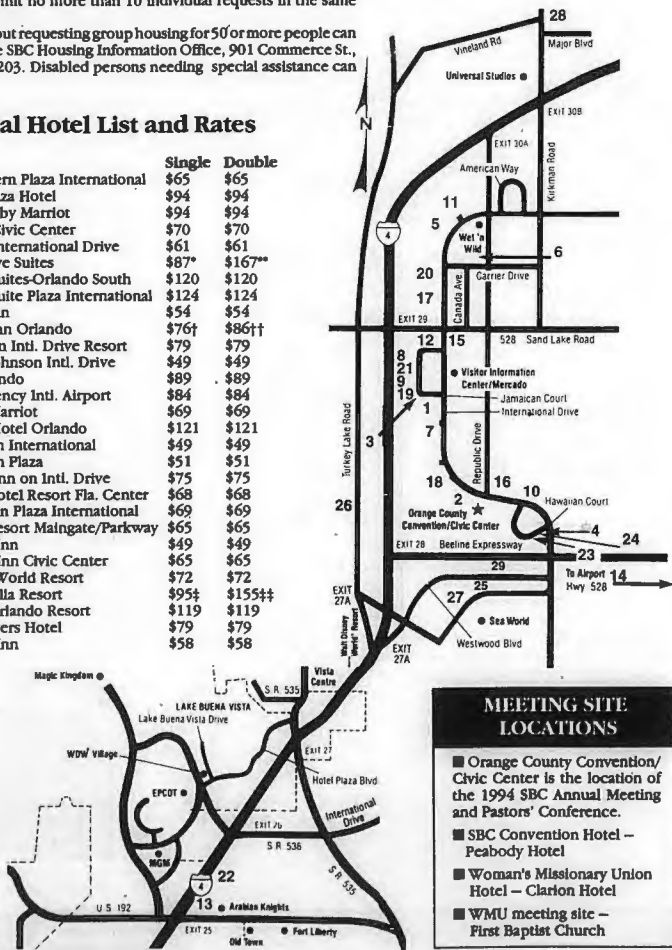 mit no more than 10 individual requests in the same
out requesting group housing for 50 or more people can
e SBC Housing Information Office, 901 Commerce St.,
203. Disabled persons needing special assistance can
al Hotel List and Rates
Single Double
ern Plaza International $65 $65
aza Hotel $94 $94
by Marriot $94 $94
Civic Center $70 $70
nternational Drive $61 $61
ve Suites $87* $167**
uites-Orlando South $120 $120
uite Plaza International $124 $124
nn $54 $54
nn Orlando $76† $86††
n Intl. Drive Resort $79 $79
ohnson Intl. Drive $49 $49
ndo $89 $89
ency Intl. Airport $84 $84
Marriot $69 $69
Hotel Orlando $121 $121
n International $49 $49
n Plaza $51 $51
nn on Intl. Drive $75 $75
otel Resort Fla. Center $68 $68
nn Plaza International $69 $69
esort Maingate/Parkway $65 $65
Inn $49 $49
Inn Civic Center $65 $65
World Resort $72 $72
lla Resort $95‡ $155‡‡
rlando Resort $119 $119
ers Hotel $79 $79
Inn $58 $58
28
Vineland Rd
Major Blvd
Universal Studios
N
EXIT 30B
EXIT 30A
American Way
Kirkman Road
11
5
4
Wet 'n
Wild
6
20
Carrier Drive
17
Canada Ave.
EXIT 29
528 Sand Lake Road
12
15
8
21
9
19
Visitor Information
Center/Mercado
Jamaican Court
1
International Drive
3
7
Turkey Lake Road
Republic Drive
18
2
16
10
26
Hawaiian Court
Orange County
Convention/Civic Center
4
24
EXIT 28 Beeline Expressway
23
29
To Airport 14
Hwy 528
25
27
EXIT
27A
Sea World
Walt Disney
World Resort
Westwood Blvd
EXIT
27A
Magic Kingdom
Vista
Centre
S.R. 535
LAKE BUENA VISTA
Lake Buena Vista Drive
WDW Village
EXIT 27
Hotel Plaza Blvd
EPCOT
International
Drive
EXIT 26
S.R. 536
MGM
S.R. 535
4
22
13
Arabian Knights
U S 192
EXIT 25
Fort Liberty
Old Town
MEETING SITE
LOCATIONS
■ Orange County Convention/
Civic Center is the location of
the 1994 SBC Annual Meeting
and Pastors' Conference.
■ SBC Convention Hotel –
Peabody Hotel
■ Woman's Missionary Union
Hotel – Clarion Hotel
■ WMU meeting site –
First Baptist Church